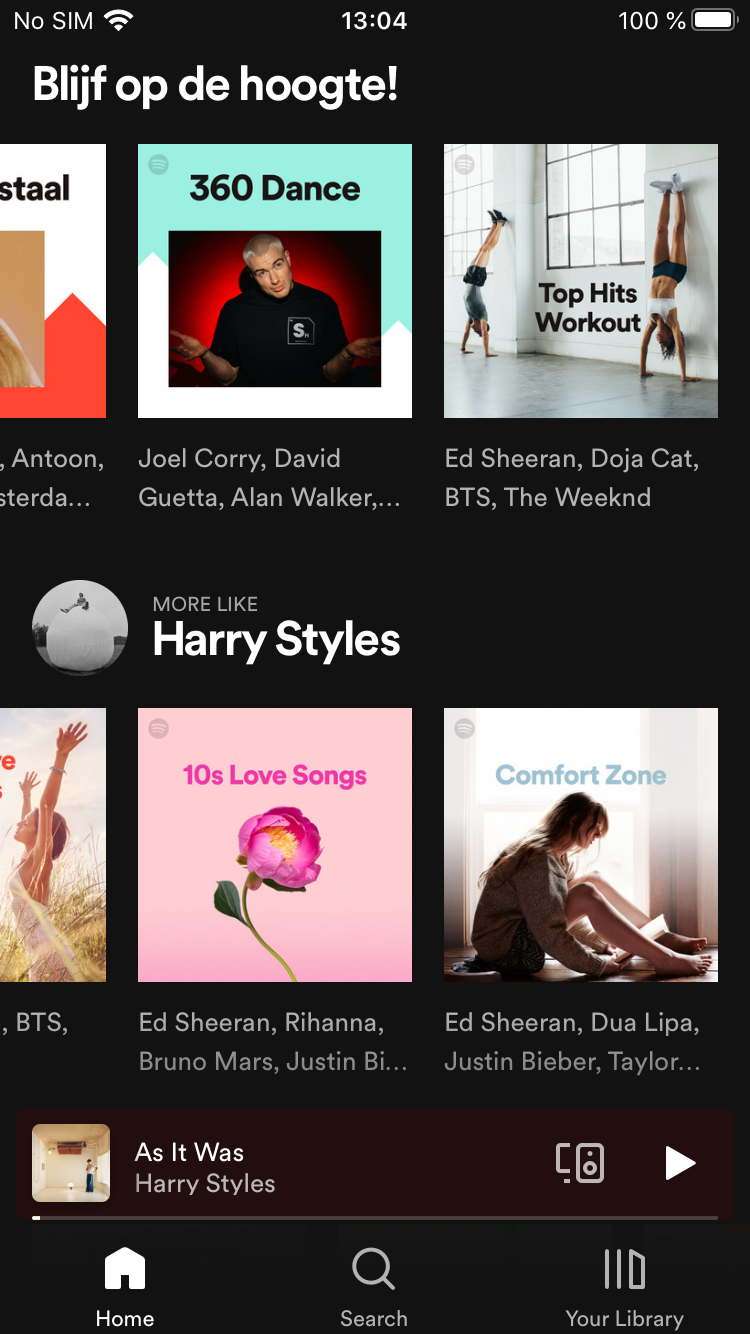 No SIM
13:04
100 %
Blijf op de hoogte!
staal
360 Dance
Top Hits
Workout
, Antoon,
sterda...
Joel Corry, David
Guetta, Alan Walker,...
Ed Sheeran, Doja Cat,
BTS, The Weeknd
MORE LIKE
Harry Styles
10s Love Songs
Comfort Zone
, BTS,
Ed Sheeran, Rihanna,
Bruno Mars, Justin Bi...
Ed Sheeran, Dua Lipa,
Justin Bieber, Taylor...
As It Was
Harry Styles
Home
Search
Your Library